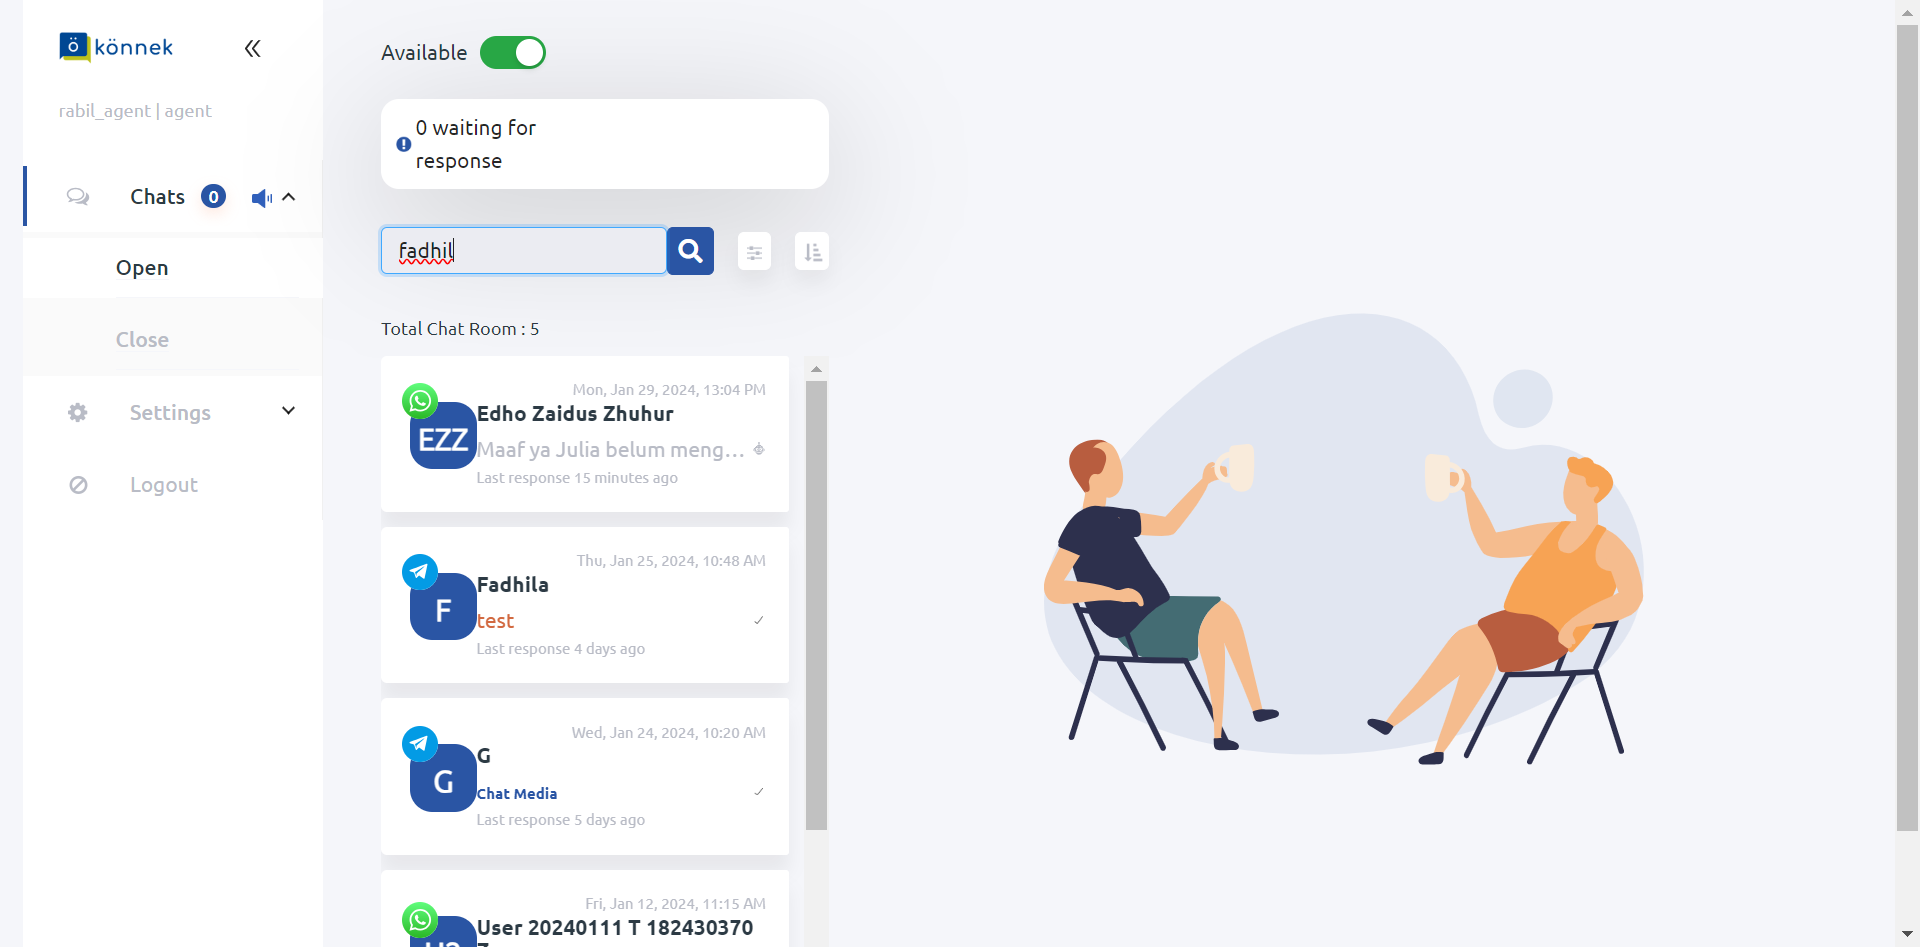 ö könnek
rabil_agent | agent
Chats 0
Open
Close
Settings
Logout
Available
0 waiting for
response
fadhil
Total Chat Room : 5
Mon, Jan 29, 2024, 13:04 PM
EZZ
Edho Zaidus Zhuhur
Maaf ya Julia belum meng...
Last response 15 minutes ago
Thu, Jan 25, 2024, 10:48 AM
F
Fadhila
test
Last response 4 days ago
Wed, Jan 24, 2024, 10:20 AM
G
G
Chat Media
Last response 5 days ago
Fri, Jan 12, 2024, 11:15 AM
User 20240111 T 182430370